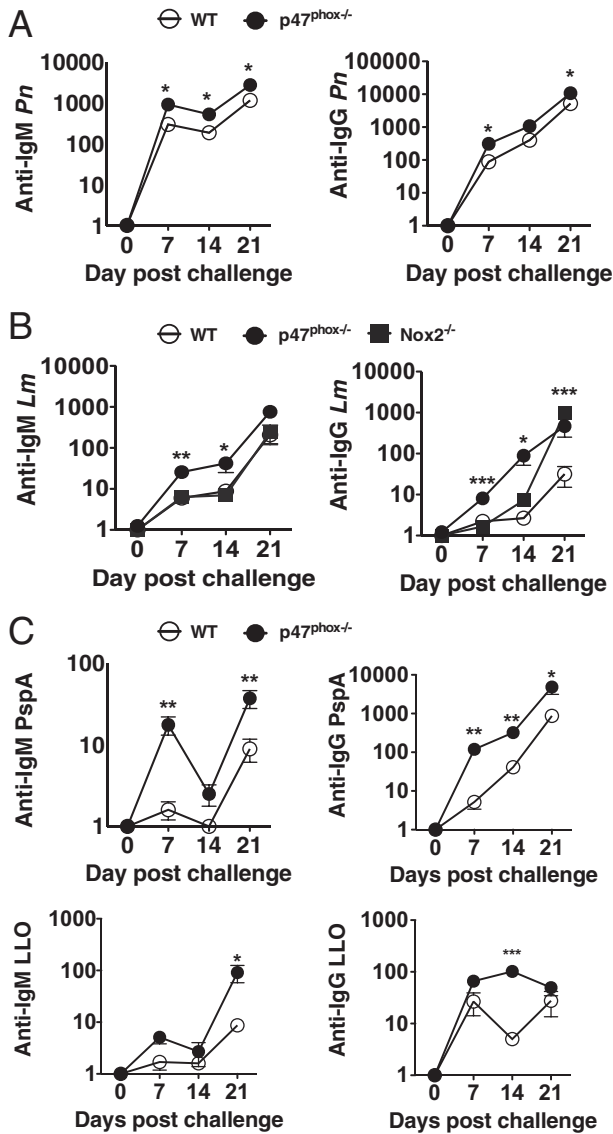 A
WT p47phox-/-
Anti-IgM Pn
10000
1000
100
10
1
* * *
0 7 14 21
Day post challenge
Anti-IgG Pn
100000
10000
1000
100
10
1
* *
0 7 14 21
Day post challenge
B
WT p47phox-/- Nox2-/-
Anti-IgM Lm
10000
1000
100
10
1
** *
0 7 14 21
Day post challenge
Anti-IgG Lm
10000
1000
100
10
1
*** * ***
0 7 14 21
Day post challenge
C
WT p47phox-/-
Anti-IgM PspA
100
10
1
** **
0 7 14 21
Day post challenge
Anti-IgG PspA
10000
1000
100
10
1
** ** *
0 7 14 21
Days post challenge
Anti-IgM LLO
1000
100
10
1
*
0 7 14 21
Days post challenge
Anti-IgG LLO
1000
100
10
1
***
0 7 14 21
Days post challenge